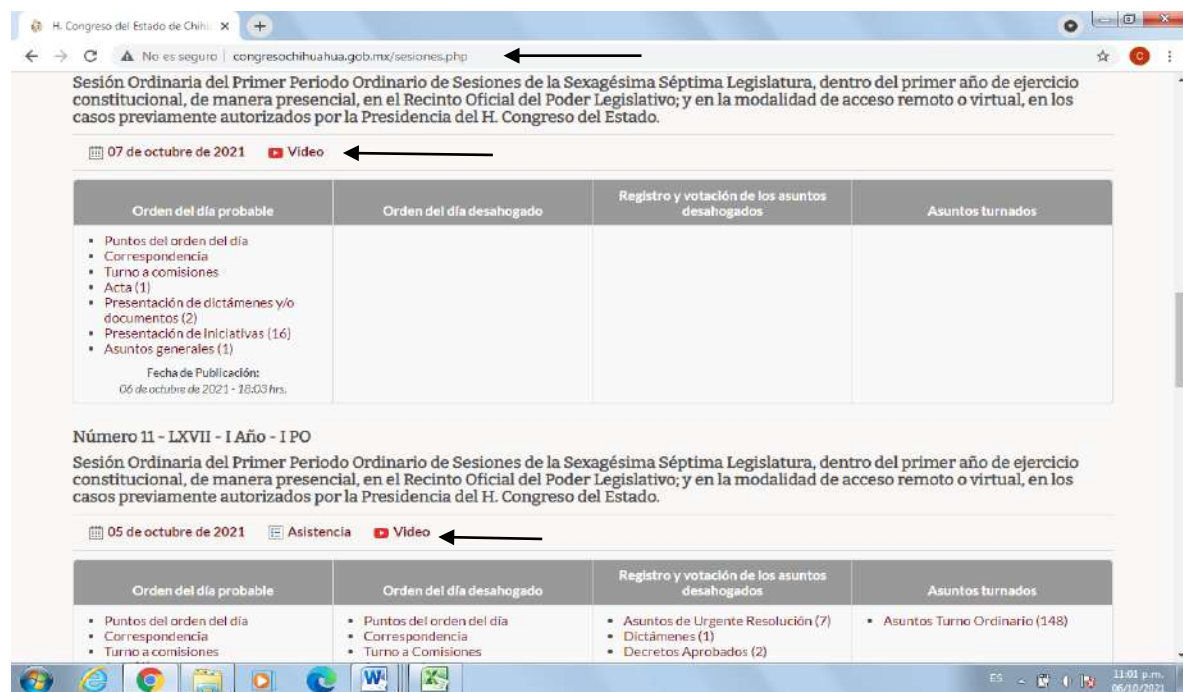 H. Congreso del Estado de Chihu
No es seguro | congresochihuahua.gob.mx/sesiones.php
C
Sesión Ordinaria del Primer Periodo Ordinario de Sesiones de la Sexagésima Séptima Legislatura, dentro del primer año de ejercicio
constitucional, de manera presencial, en el Recinto Oficial del Poder Legislativo; y en la modalidad de acceso remoto o virtual, en los
casos previamente autorizados por la Presidencia del H. Congreso del Estado.
07 de octubre de 2021 Video
Orden del día probable
Orden del día desahogado
Registro y votación de los asuntos
desahogados
Asuntos turnados
Puntos del orden del día
Correspondencia
Turno a comisiones
Acta (1)
Presentación de dictámenes y/o
documentos (2)
Presentación de iniciativas (16)
Asuntos generales (1)
Fecha de Publicación:
06 de octubre de 2021 - 18:03 hrs.
Número 11 - LXVII - I Año - I PO
Sesión Ordinaria del Primer Periodo Ordinario de Sesiones de la Sexagésima Séptima Legislatura, dentro del primer año de ejercicio
constitucional, de manera presencial, en el Recinto Oficial del Poder Legislativo; y en la modalidad de acceso remoto o virtual, en los
casos previamente autorizados por la Presidencia del H. Congreso del Estado.
05 de octubre de 2021 Asistencia Video
Orden del día probable
Orden del día desahogado
Registro y votación de los asuntos
desahogados
Asuntos turnados
Puntos del orden del día
Correspondencia
Turno a comisiones
Puntos del orden del día
Correspondencia
Turno a Comisiones
Asuntos de Urgente Resolución (7)
Dictámenes (1)
Decretos Aprobados (2)
Asuntos Turno Ordinario (148)
ES
11:01 p.m.
06/10/2021